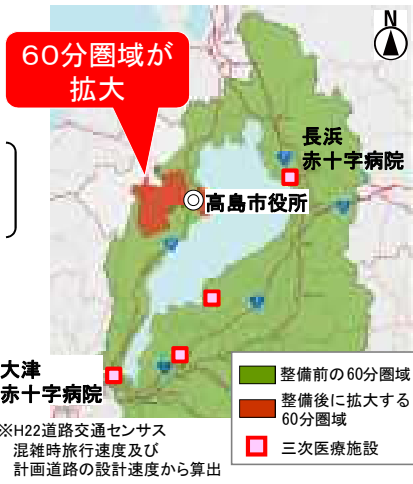 60分圏域が
拡大
N
長浜
赤十字病院
高島市役所
大津
赤十字病院
整備前の60分圏域
整備後に拡大する
60分圏域
三次医療施設
※H22道路交通センサス
混雑時旅行速度及び
計画道路の設計速度から算出